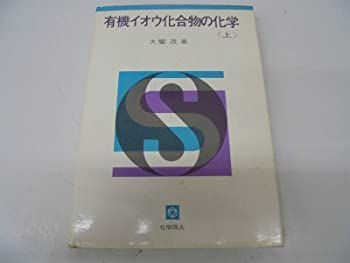 有機イオウ化合物の化学
〈上〉
大饗 茂 著
S
化学同人